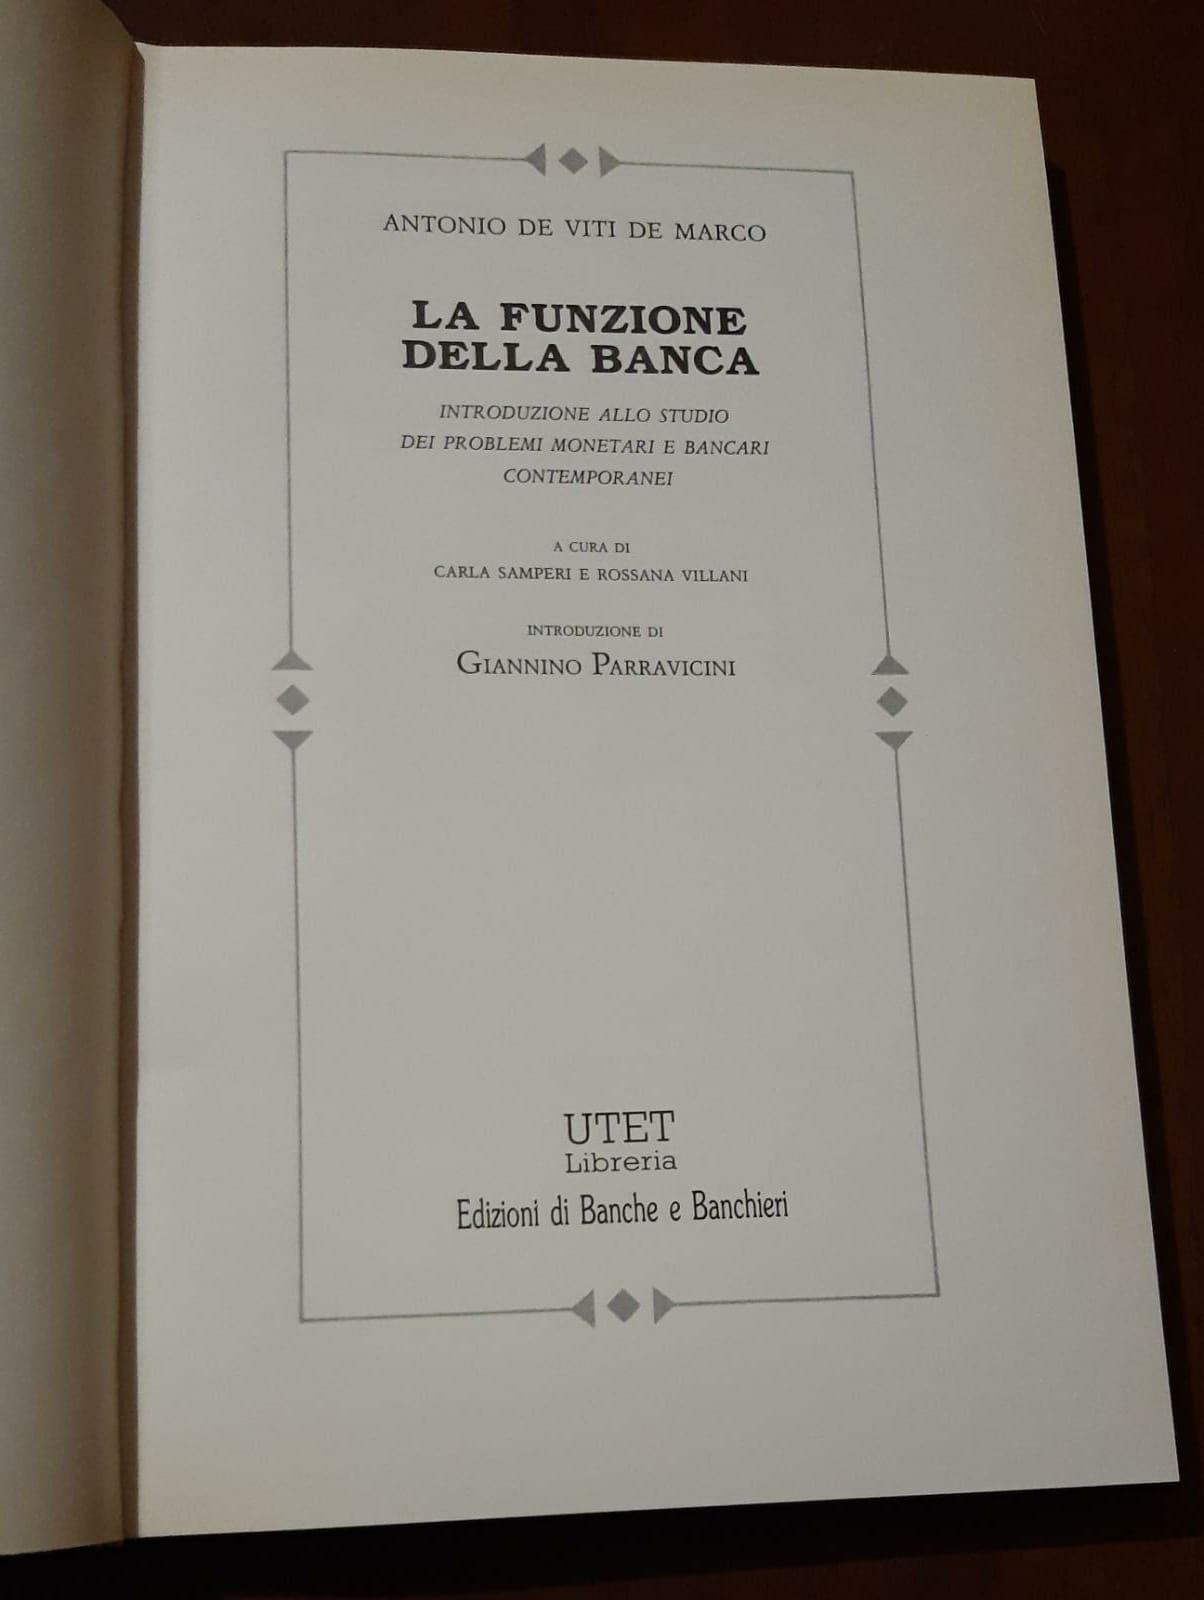 ANTONIO DE VITI DE MARCO
LA FUNZIONE
DELLA BANCA
INTRODUZIONE ALLO STUDIO
DEI PROBLEMI MONETARI E BANCARI
CONTEMPORANEI
A CURA DI
CARLA SAMPERI E ROSSANA VILLANI
INTRODUZIONE DI
GIANNINO PARRAVICINI
UTET
Libreria
Edizioni di Banche e Banchieri